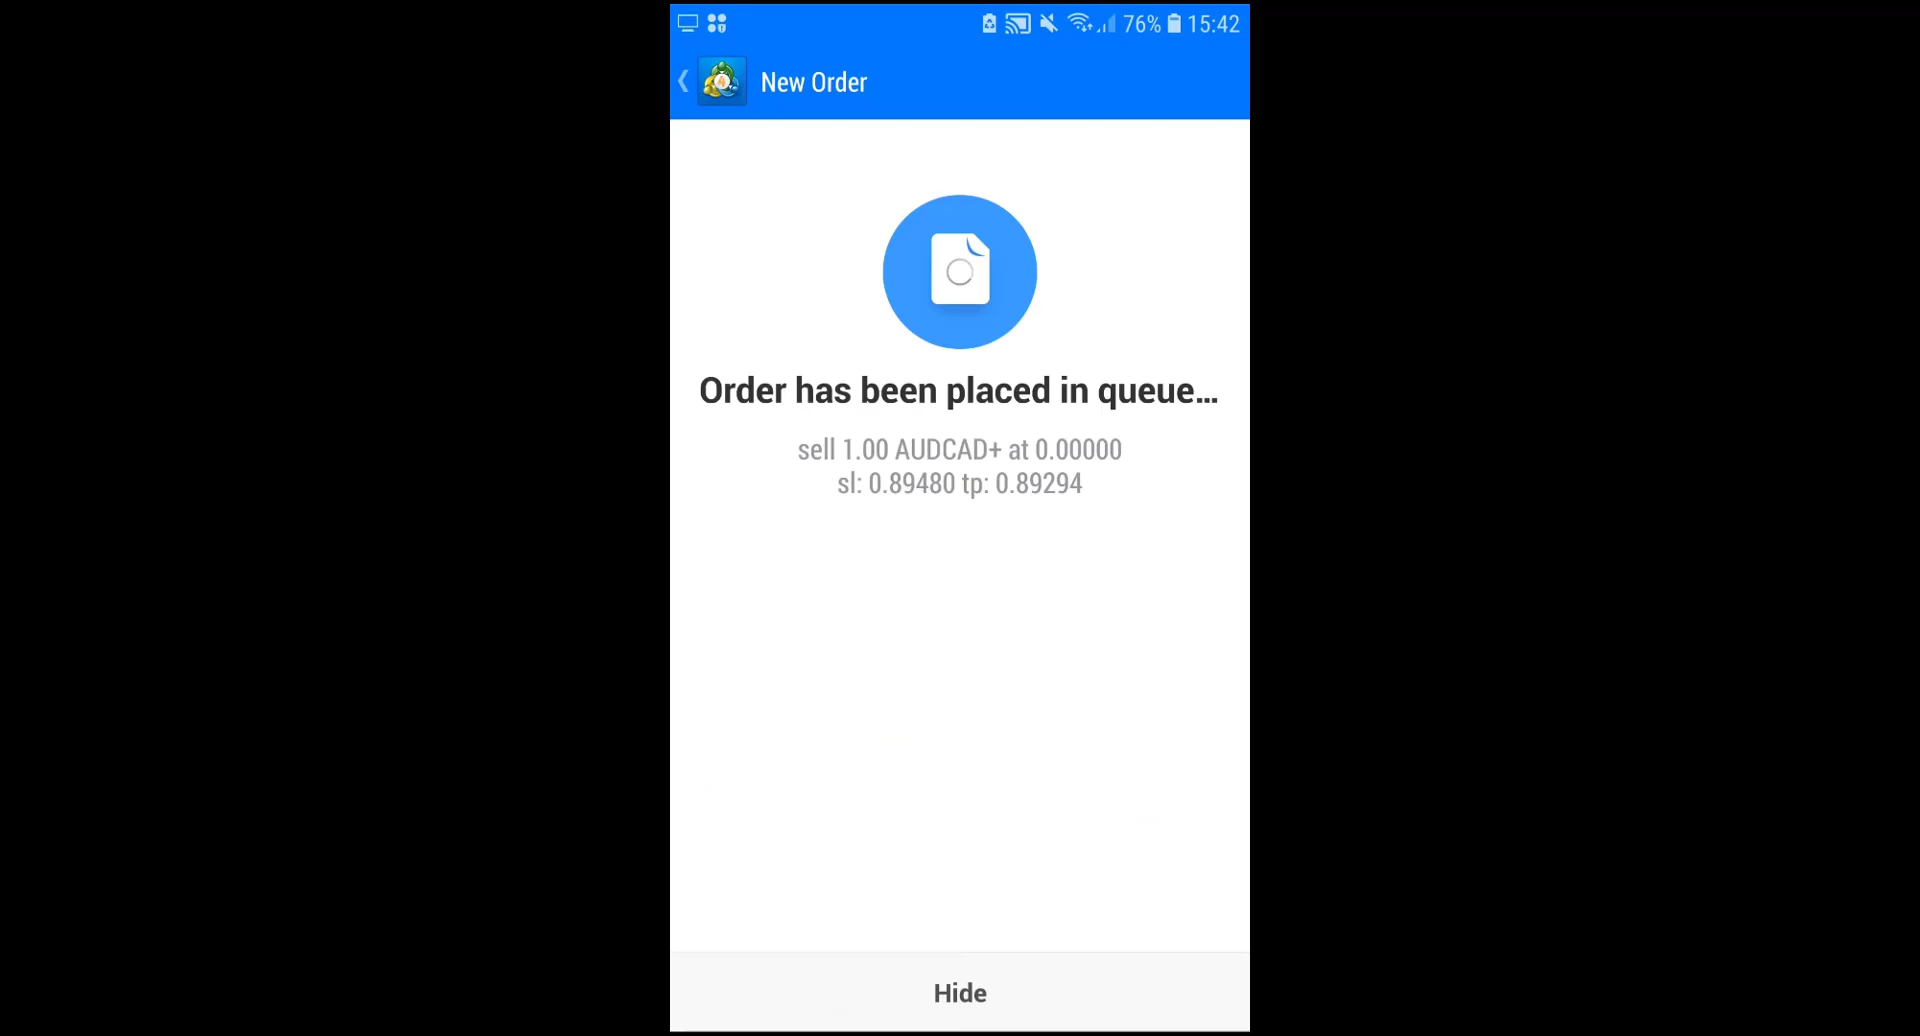 76% 15:42
New Order
Order has been placed in queue...
sell 1.00 AUDCAD+ at 0.00000
sl: 0.89480 tp: 0.89294
Hide